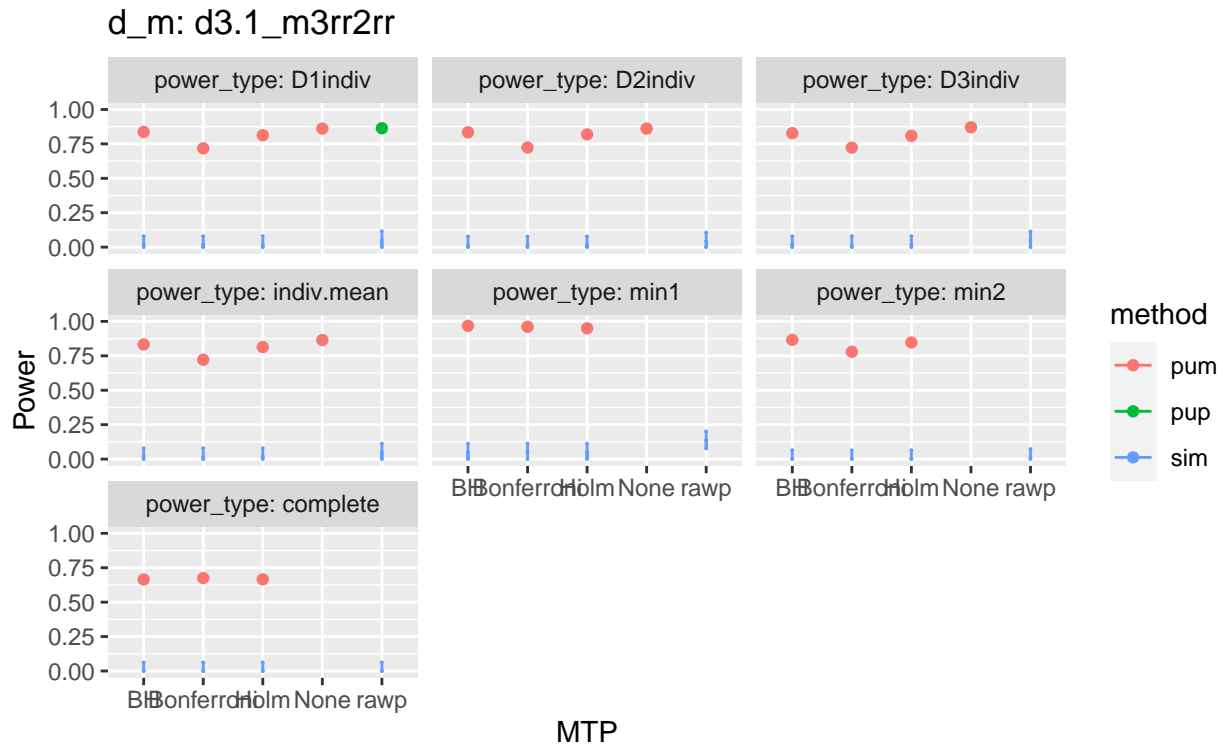 d_m: d3.1_m3rr2rr
power_type: D1indiv
power_type: D2indiv
power_type: D3indiv
1.00
0.75
0.50
0.25
0.00
power_type: indiv.mean
power_type: min1
power_type: min2
1.00
0.75
0.50
0.25
0.00
BH Bonferroni Holm None rawp
BH Bonferroni Holm None rawp
power_type: complete
1.00
0.75
0.50
0.25
0.00
BH Bonferroni Holm None rawp
Power
MTP
method
pum
pup
sim